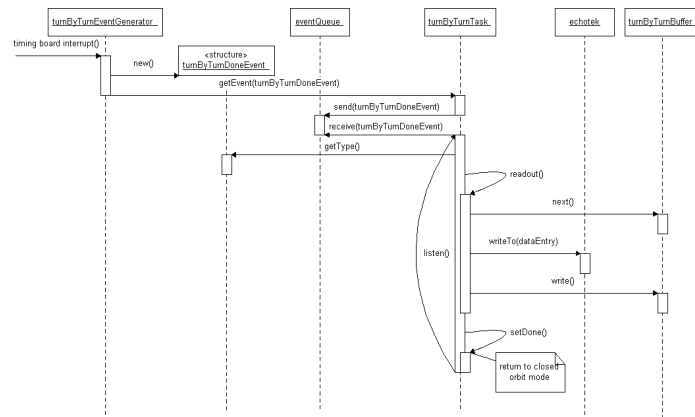 turnByTurnEventGenerator
eventQueue
turnByTurnTask
echotek
turnByTurnBuffer
timing board interrupt()
«structure»
turnByTurnDoneEvent
new()
getEvent(turnByTurnDoneEvent)
send(turnByTurnDoneEvent)
receive(turnByTurnDoneEvent)
getType()
readout()
next()
writeTo(dataEntry)
listen()
write()
setDone()
return to closed
orbit mode